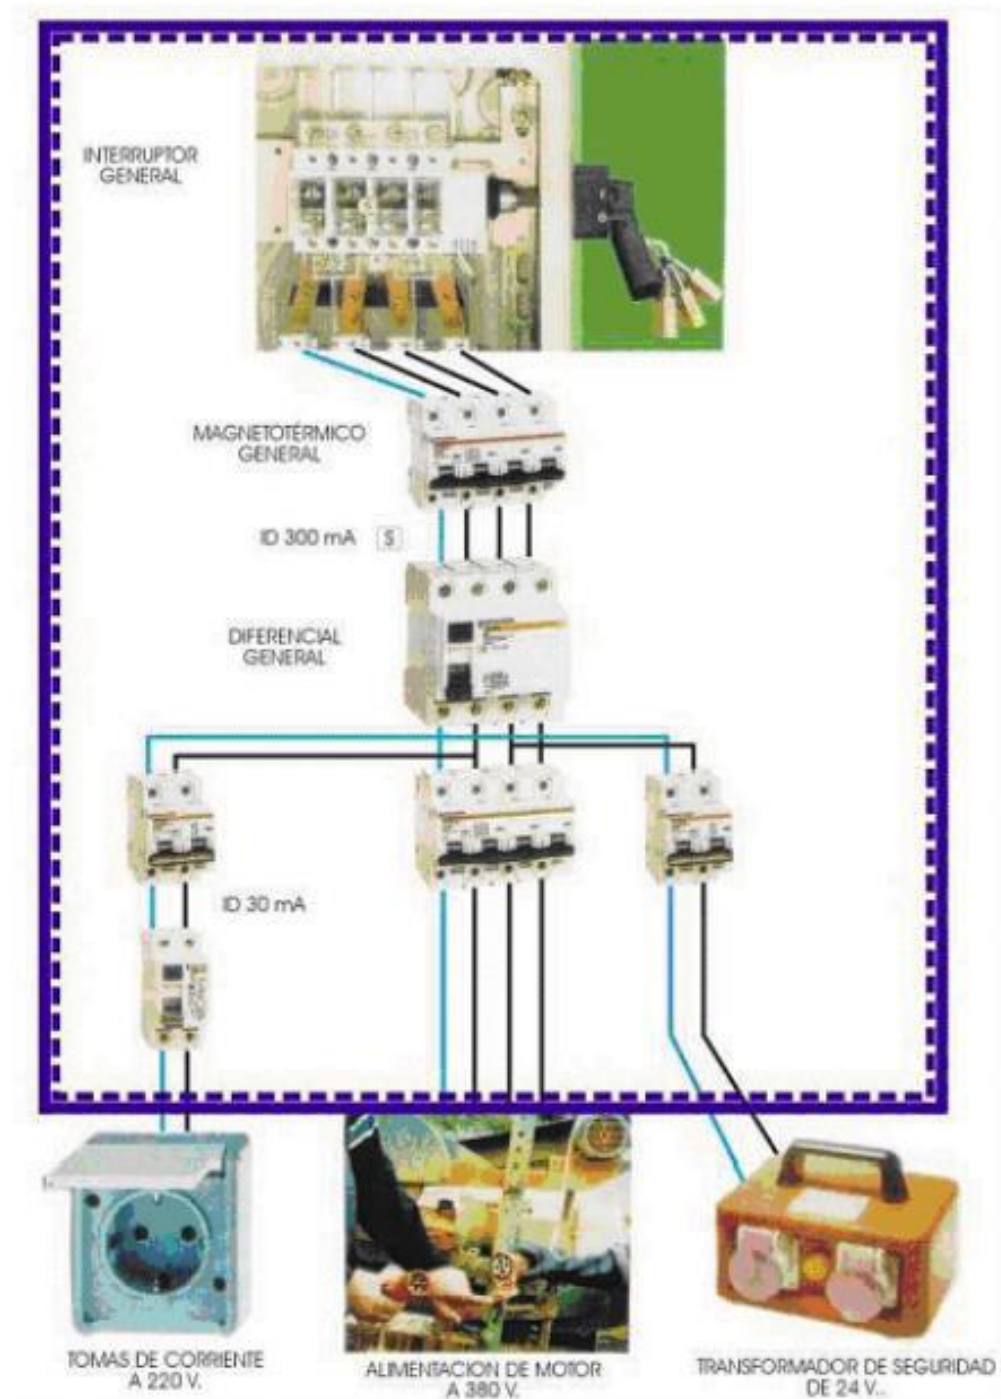 INTERRUPTOR
GENERAL
MAGNETOTÉRMICO
GENERAL
ID 300 mA S
DIFERENCIAL
GENERAL
ID 30 mA
TOMAS DE CORRIENTE
A 220 V.
ALIMENTACION DE MOTOR
A 380 V.
TRANSFORMADOR DE SEGURIDAD
DE 24 V.